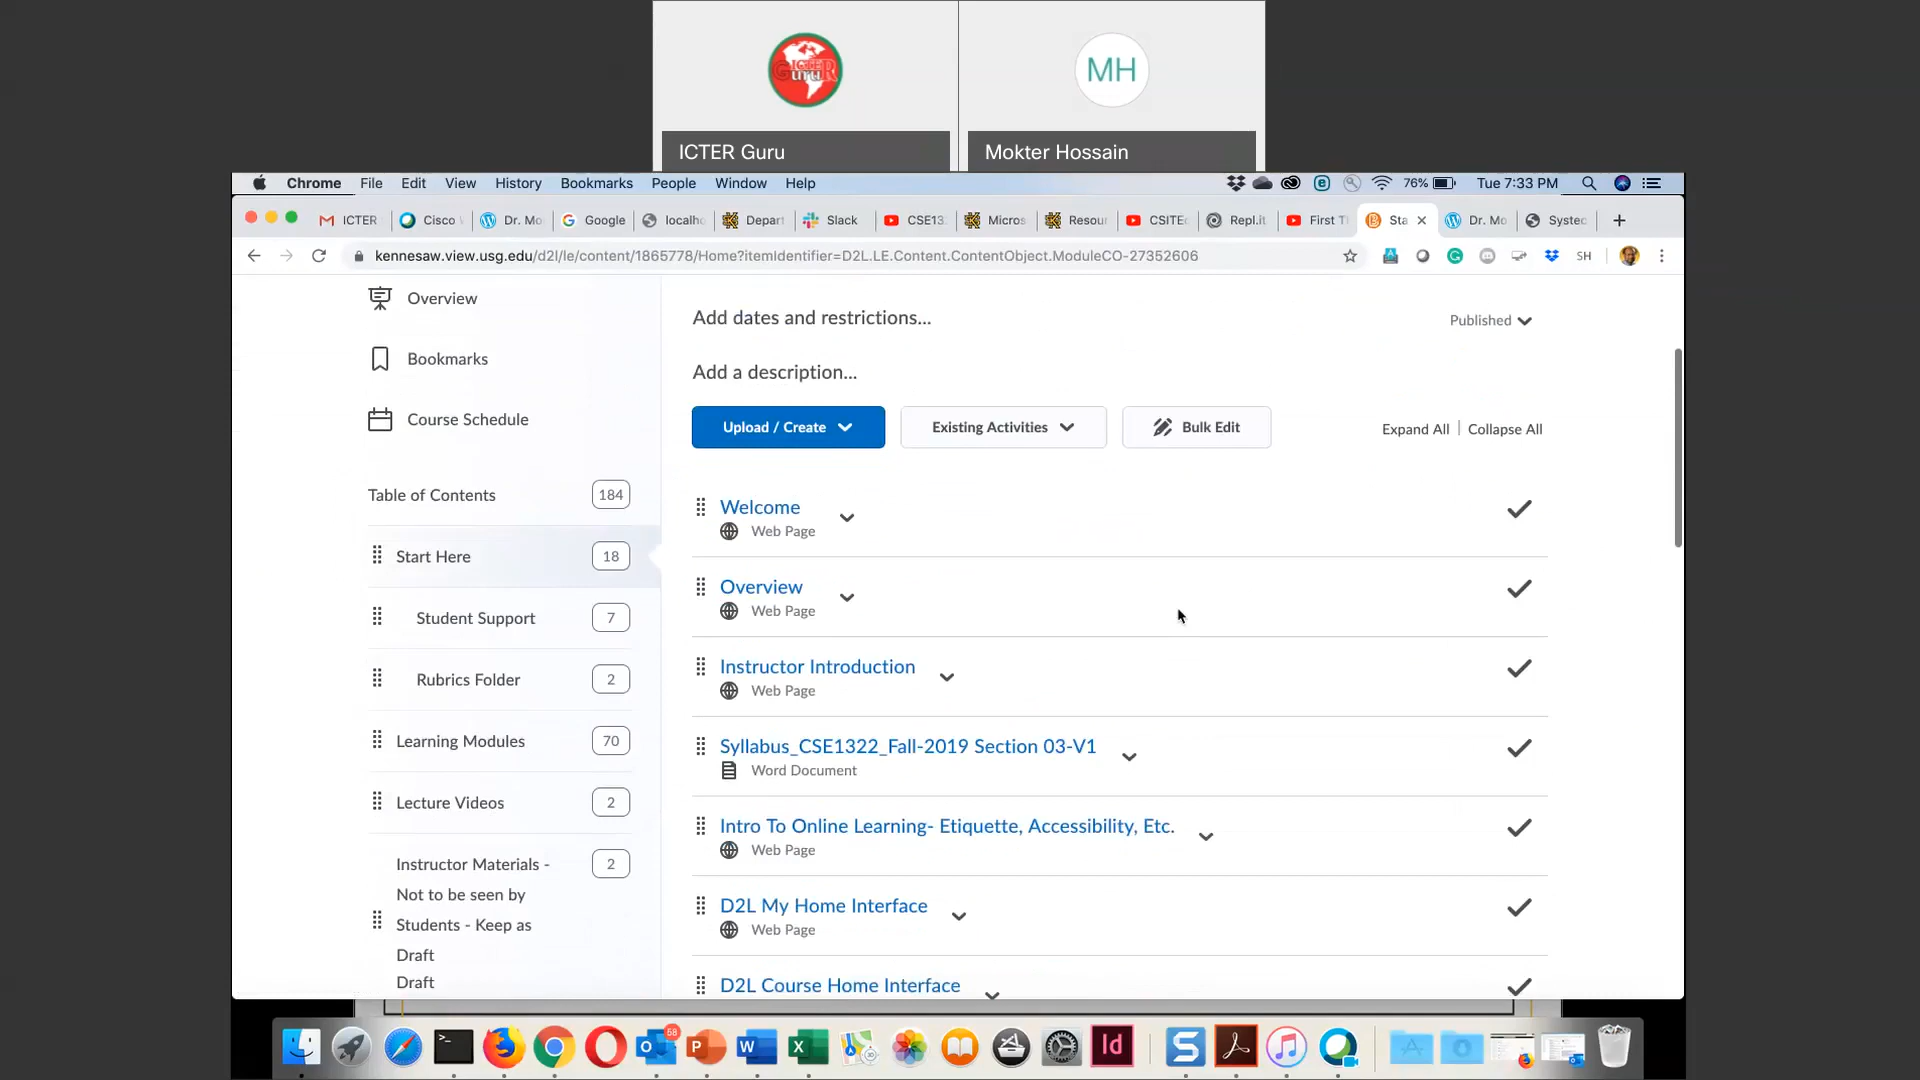 MH
ICTER Guru
Mokter Hossain
Chrome File Edit View History Bookmarks People Window Help
76% Tue 7:33 PM
ICTER Cisco Dr. Mo Google localho Depar Slack CSE13 Micros Resou CSITE Repl.it First T Sta Dr. Mo System
kennesaw.view.usg.edu/d2l/le/content/1865778/Home?itemIdentifier=D2L.LE.Content.ContentObject.ModuleCO-27352606
SH
Overview
Bookmarks
Course Schedule
Table of Contents 184
Start Here 18
Student Support 7
Rubrics Folder 2
Learning Modules 70
Lecture Videos 2
Instructor Materials - 2
Not to be seen by
Students - Keep as
Draft
Draft
Add dates and restrictions...
Published
Add a description...
Upload / Create
Existing Activities
Bulk Edit
Expand All | Collapse All
Welcome
Web Page
Overview
Web Page
Instructor Introduction
Web Page
Syllabus_CSE1322_Fall-2019 Section 03-V1
Word Document
Intro To Online Learning- Etiquette, Accessibility, Etc.
Web Page
D2L My Home Interface
Web Page
D2L Course Home Interface
58
Id